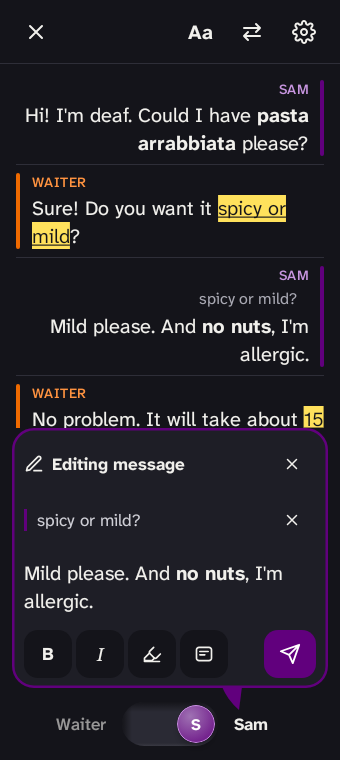 Aa
SAM
Hi! I'm deaf. Could I have pasta
arrabbiata please?
WAITER
Sure! Do you want it spicy or
mild?
SAM
spicy or mild?
Mild please. And no nuts, I'm
allergic.
WAITER
No problem. It will take about 15
Editing message
spicy or mild?
Mild please. And no nuts, I'm
allergic.
B I
Waiter S Sam